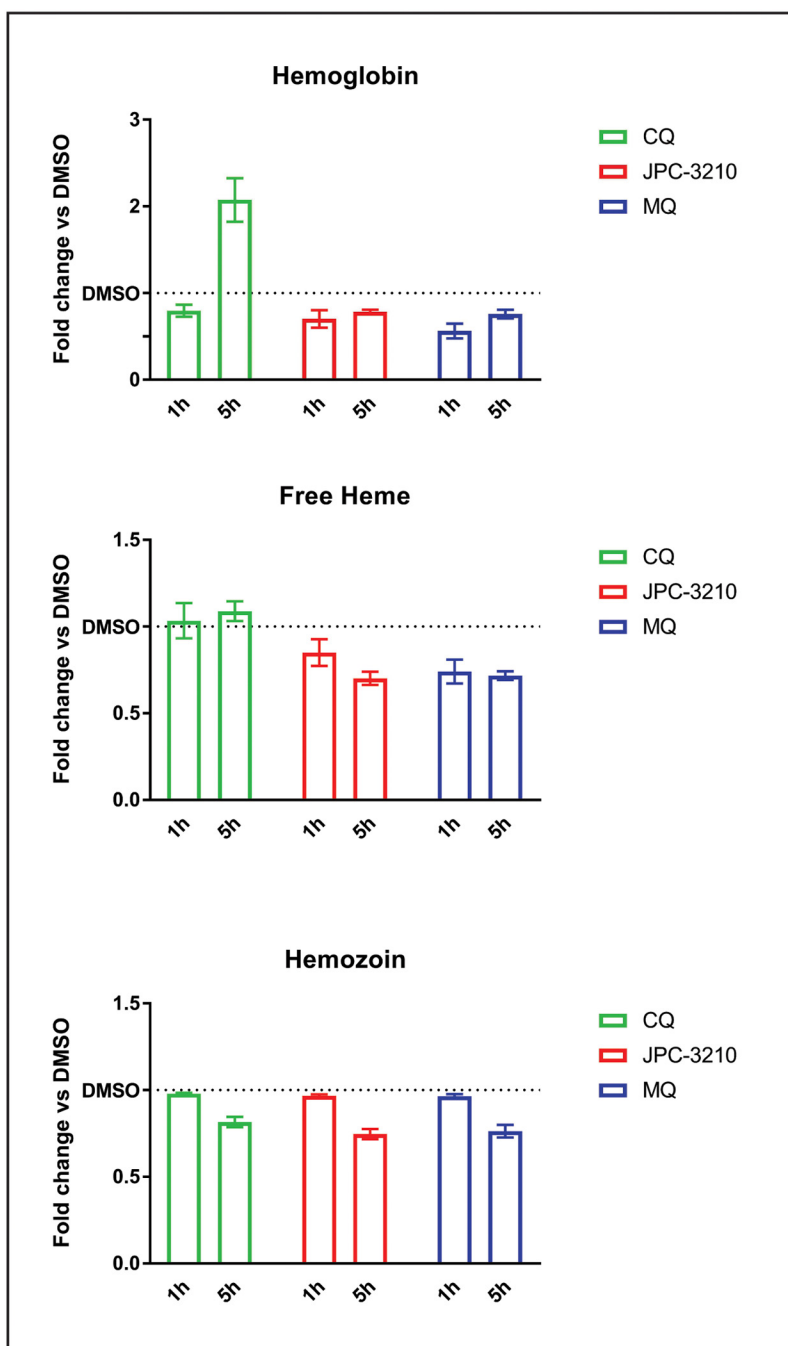 Hemoglobin
Fold change vs DMSO
3
2
DMSO
0
1h 5h 1h 5h 1h 5h
CQ
JPC-3210
MQ
Free Heme
Fold change vs DMSO
1.5
DMSO
0.5
0.0
1h 5h 1h 5h 1h 5h
CQ
JPC-3210
MQ
Hemozoin
Fold change vs DMSO
1.5
DMSO
0.5
0.0
1h 5h 1h 5h 1h 5h
CQ
JPC-3210
MQ